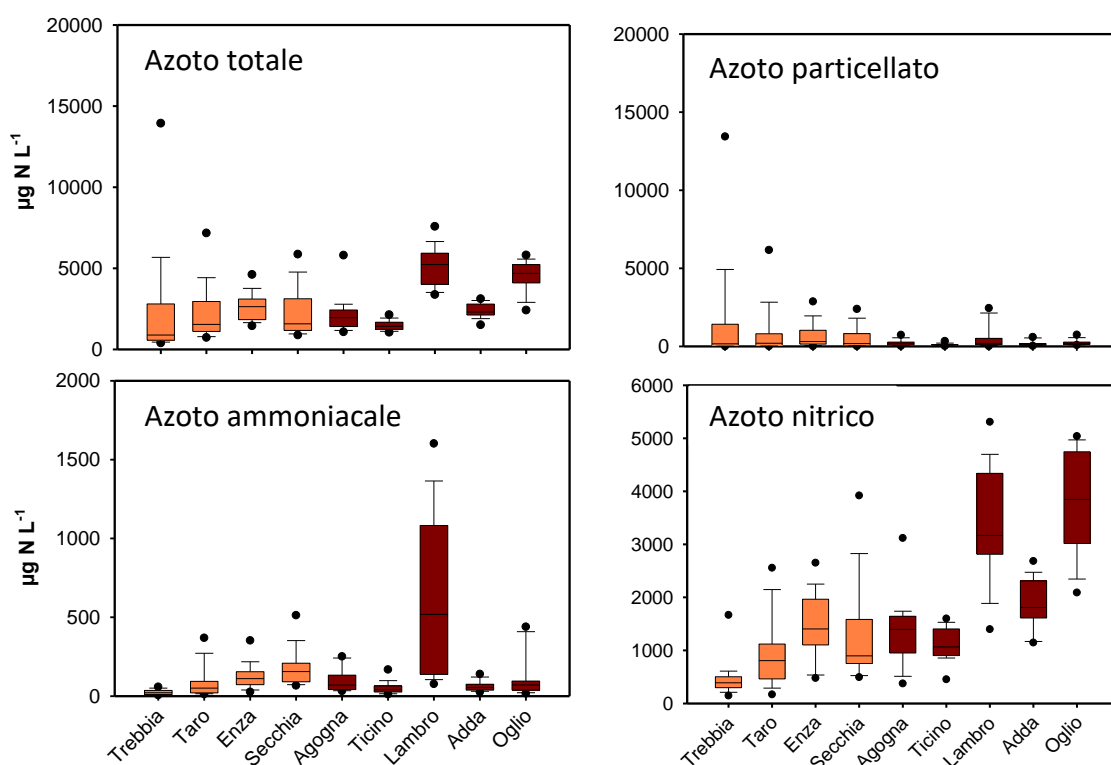 20000
15000
10000
5000
0
Azoto totale
µg N L-1
20000
15000
10000
5000
0
Azoto particellato
2000
1500
1000
500
0
Azoto ammoniacale
µg N L-1
Trebbia
Taro
Enza
Secchia
Agogna
Ticino
Lambro
Adda
Oglio
6000
5000
4000
3000
2000
1000
0
Azoto nitrico
Trebbia
Taro
Enza
Secchia
Agogna
Ticino
Lambro
Adda
Oglio